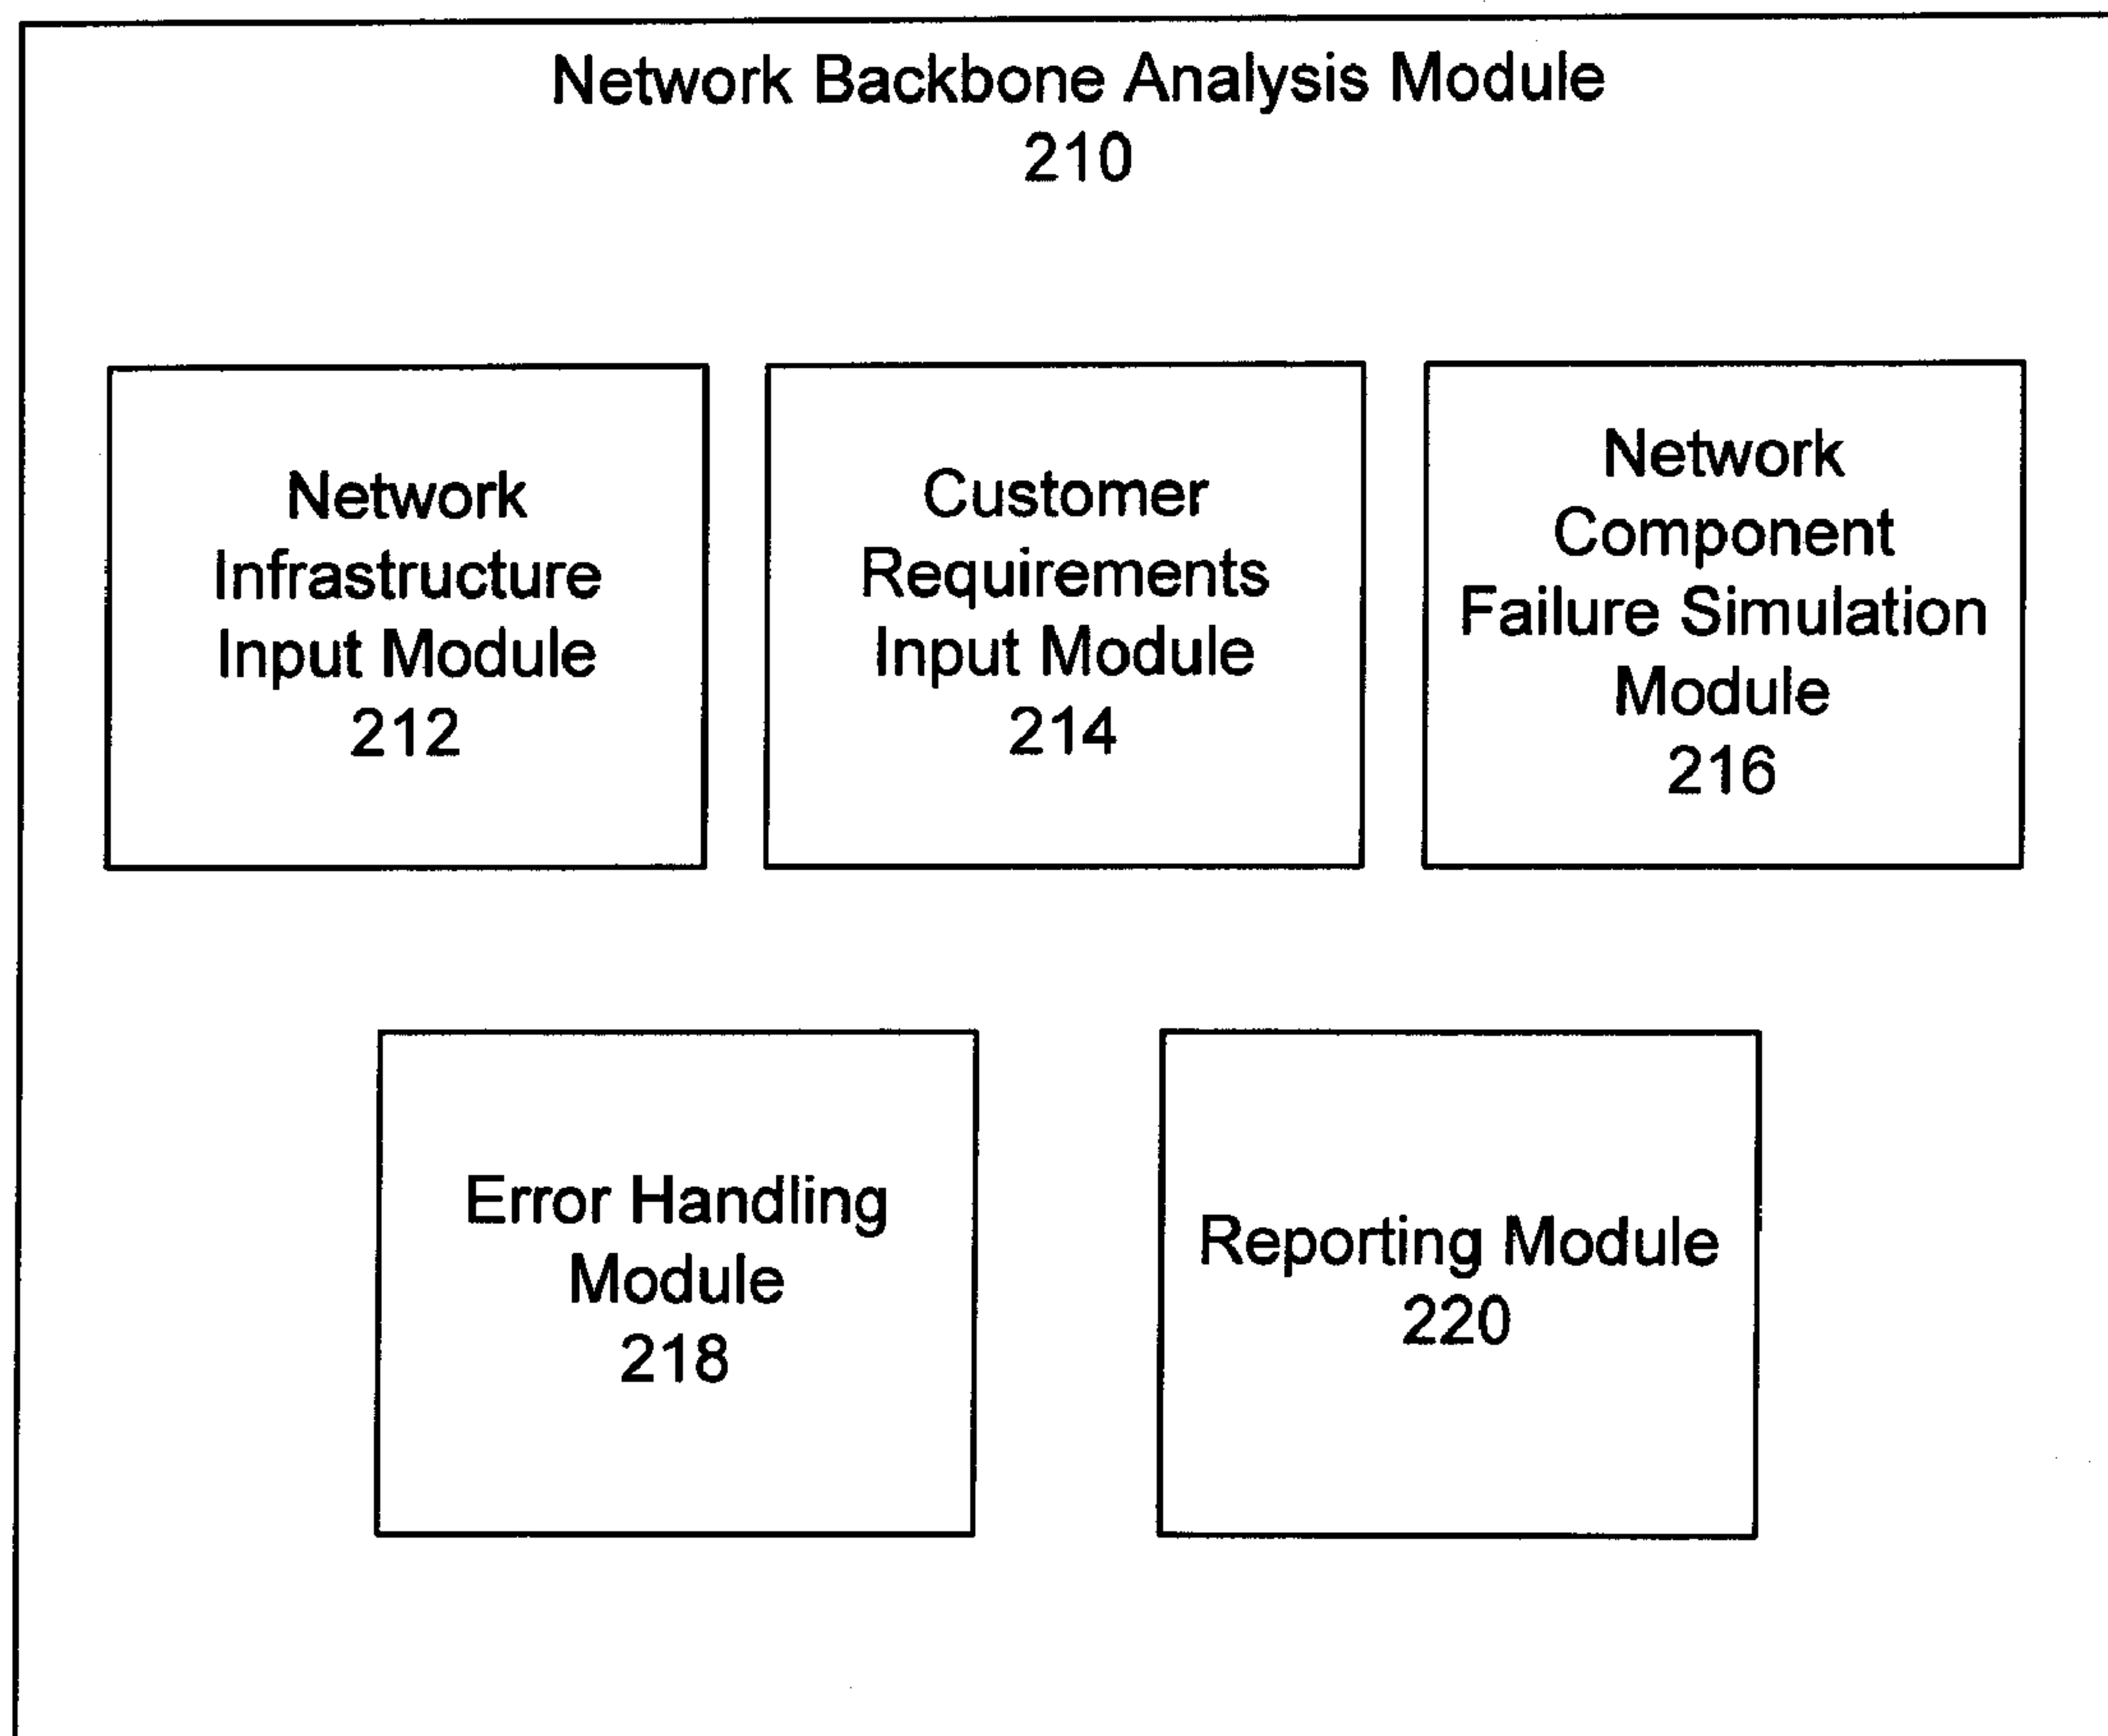 Network Backbone Analysis Module
210
Network
Infrastructure
Input Module
212
Customer
Requirements
Input Module
214
Network
Component
Failure Simulation
Module
216
Error Handling
Module
218
Reporting Module
220